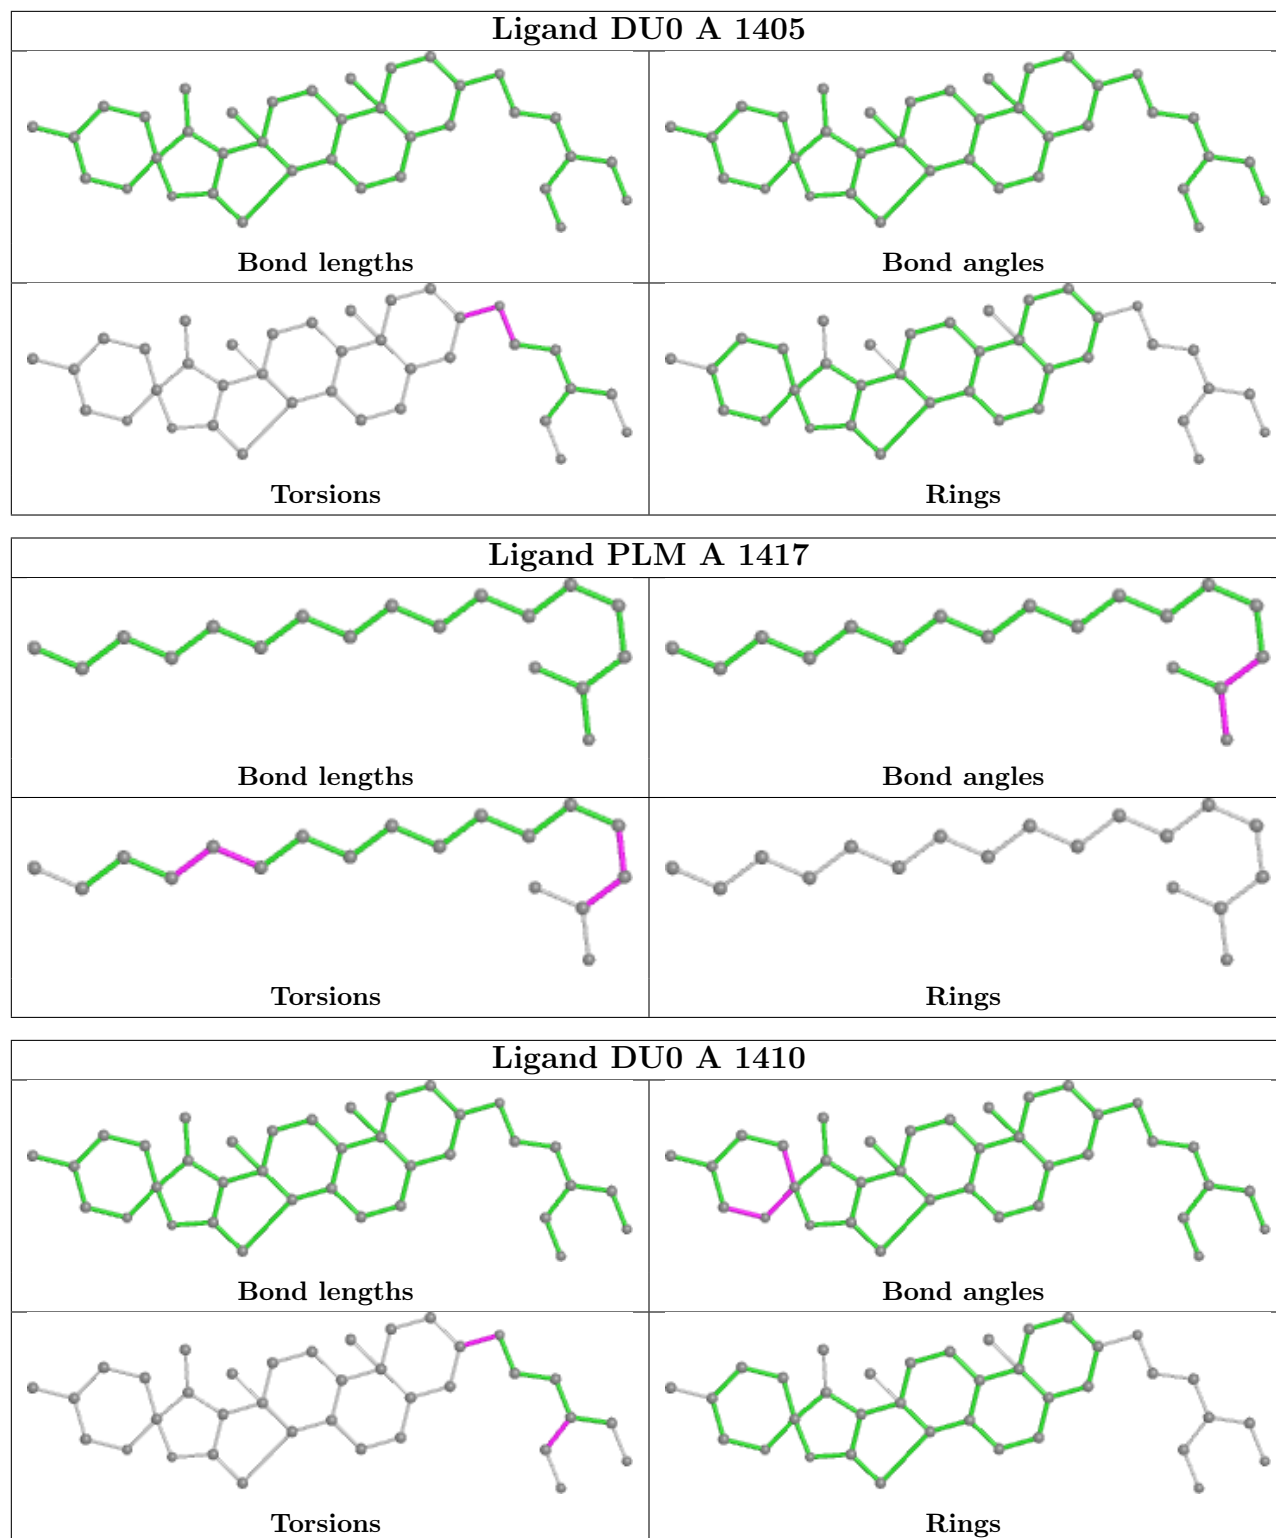 Ligand DU0 A 1405
Bond lengths
Bond angles
Torsions
Rings
Ligand PLM A 1417
Bond lengths
Bond angles
Torsions
Rings
Ligand DU0 A 1410
Bond lengths
Bond angles
Torsions
Rings